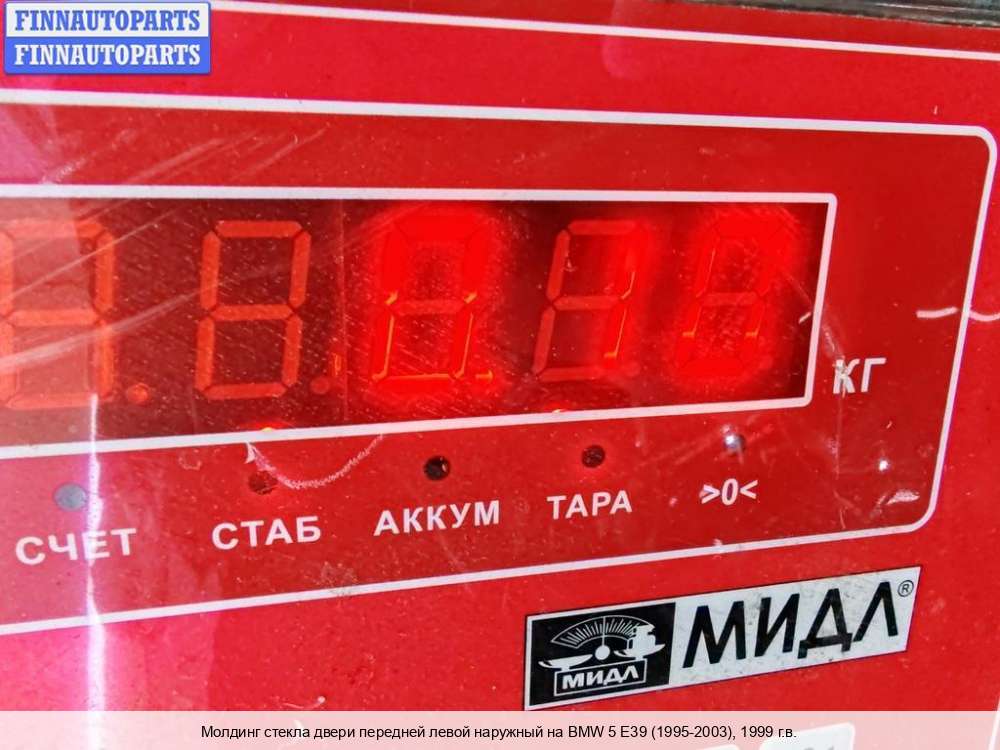 FINNAUTOPARTS
FINNAUTOPARTS
КГ
СЧЕТ СТАБ АККУМ ТАРА >0<
МИДЛ МИДЛ®
Молдинг стекла двери передней левой наружный на BMW 5 E39 (1995-2003), 1999 г.в.